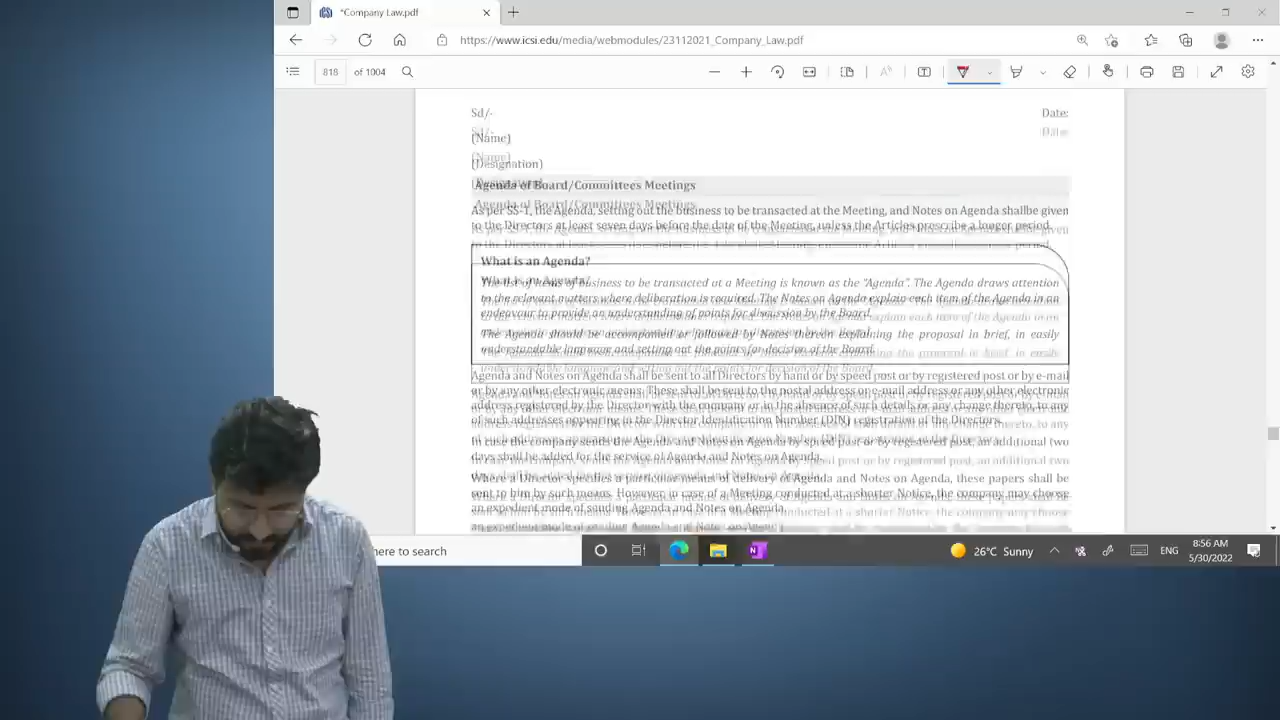 *Company Law.pdf
https://www.icsi.edu/media/webmodules/23112021_Company_Law.pdf
818 of 1004
Sd/- Date:
(Name)
(Designation)
Agenda of Board/Committees Meetings
As per SS-1, the Agenda, setting out the business to be transacted at the Meeting, and Notes on Agenda shallbe given
to the Directors at least seven days before the date of the Meeting, unless the Articles prescribe a longer period.
What is an Agenda?
The list of items of business to be transacted at a Meeting is known as the "Agenda". The Agenda draws attention
to the relevant matters where deliberation is required. The Notes on Agenda explain each item of the Agenda in an
endeavour to provide an understanding of points for discussion by the Board.
The Agenda should be accompanied or followed by Notes thereon explaining the proposal in brief, in easily
understandable language and setting out the points for decision of the Board.
Agenda and Notes on Agenda shall be sent to all Directors by hand or by speed post or by registered post or by e-mail
or by any other electronic means. These shall be sent to the postal address or e-mail address or any other electronic
address registered by the Director with the company or in the absence of such details or any change thereto, to any
of such addresses appearing in the Director Identification Number (DIN) registration of the Director.
In case the company sends the Agenda and Notes on Agenda by speed post or by registered post, an additional two
days shall be added for the service of Agenda and Notes on Agenda.
Where a Director specifies a particular means of delivery of Agenda and Notes on Agenda, these papers shall be
sent to him by such means. However, in case of a Meeting conducted at a shorter Notice, the company may choose
an expedient mode of sending Agenda and Notes on Agenda.
here to search
26°C Sunny
ENG
8:56 AM
5/30/2022